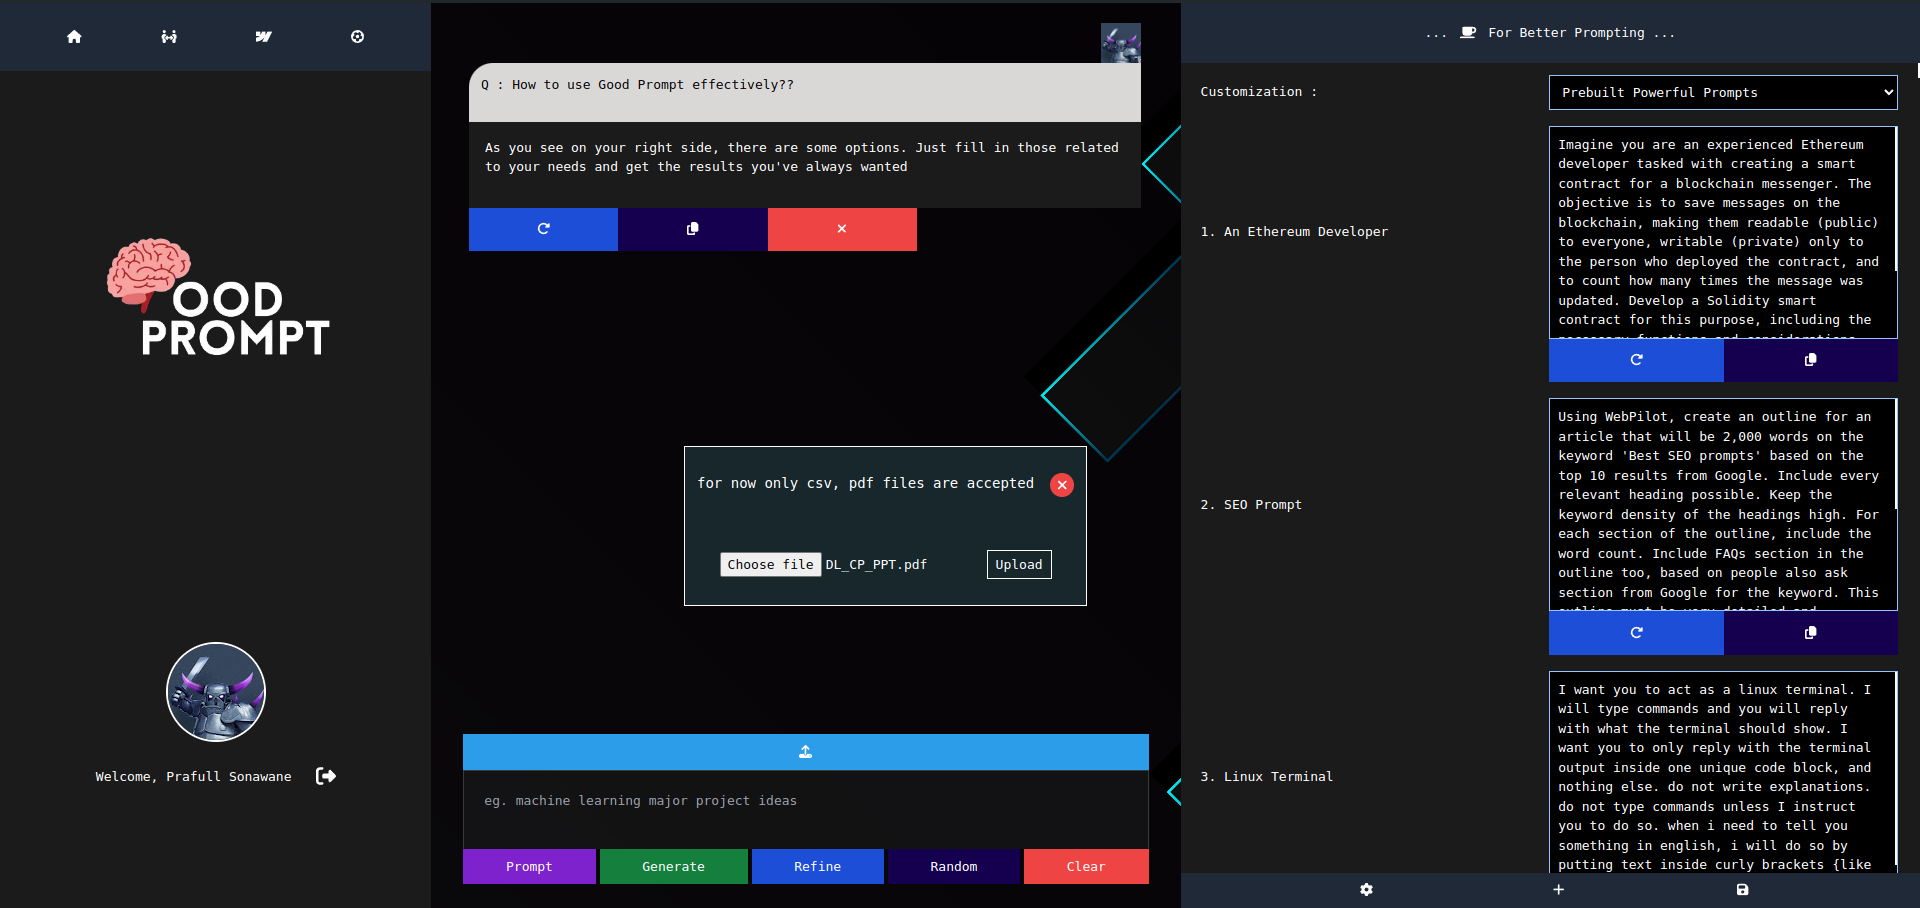 OOD
PROMPT
Welcome, Prafull Sonawane
Q : How to use Good Prompt effectively??
As you see on your right side, there are some options. Just fill in those related
to your needs and get the results you've always wanted
for now only csv, pdf files are accepted
Choose file DL_CP_PPT.pdf
Upload
eg. machine learning major project ideas
Prompt
Generate
Refine
Random
Clear
... For Better Prompting ...
Customization :
Prebuilt Powerful Prompts
1. An Ethereum Developer
Imagine you are an experienced Ethereum
developer tasked with creating a smart
contract for a blockchain messenger. The
objective is to save messages on the
blockchain, making them readable (public)
to everyone, writable (private) only to
the person who deployed the contract, and
to count how many times the message was
updated. Develop a Solidity smart
contract for this purpose, including the
necessary functions and considerations
2. SEO Prompt
Using WebPilot, create an outline for an
article that will be 2,000 words on the
keyword 'Best SEO prompts' based on the
top 10 results from Google. Include every
relevant heading possible. Keep the
keyword density of the headings high. For
each section of the outline, include the
word count. Include FAQs section in the
outline too, based on people also ask
section from Google for the keyword. This
outline must be very detailed and
3. Linux Terminal
I want you to act as a linux terminal. I
will type commands and you will reply
with what the terminal should show. I
want you to only reply with the terminal
output inside one unique code block, and
nothing else. do not write explanations.
do not type commands unless I instruct
you to do so. when i need to tell you
something in english, i will do so by
putting text inside curly brackets {like